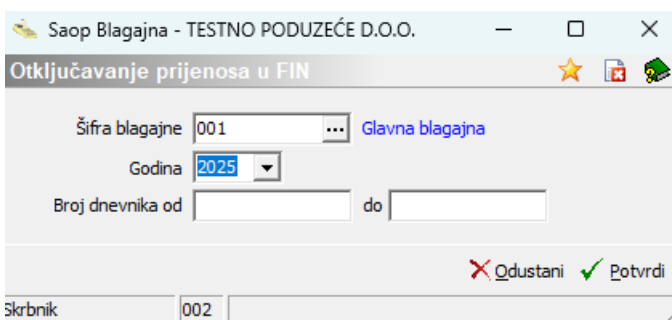 Saop Blagajna - TESTNO PODUZEĆE D.O.O.
Otključavanje prijenosa u FIN
Šifra blagajne 001 ... Glavna blagajna
Godina 2025
Broj dnevnika od do
Odustani Potvrdi
Skrbnik 002